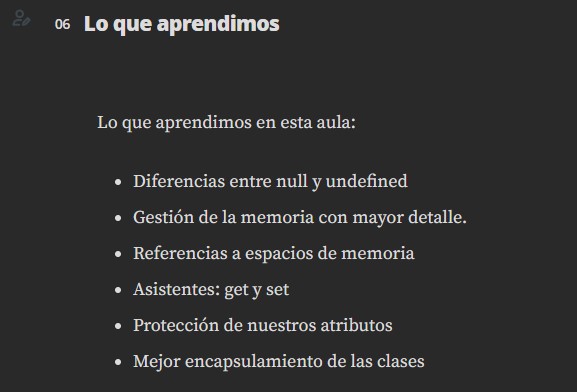 06 Lo que aprendimos
Lo que aprendimos en esta aula:
• Diferencias entre null y undefined
• Gestión de la memoria con mayor detalle.
• Referencias a espacios de memoria
• Asistentes: get y set
• Protección de nuestros atributos
• Mejor encapsulamiento de las clases